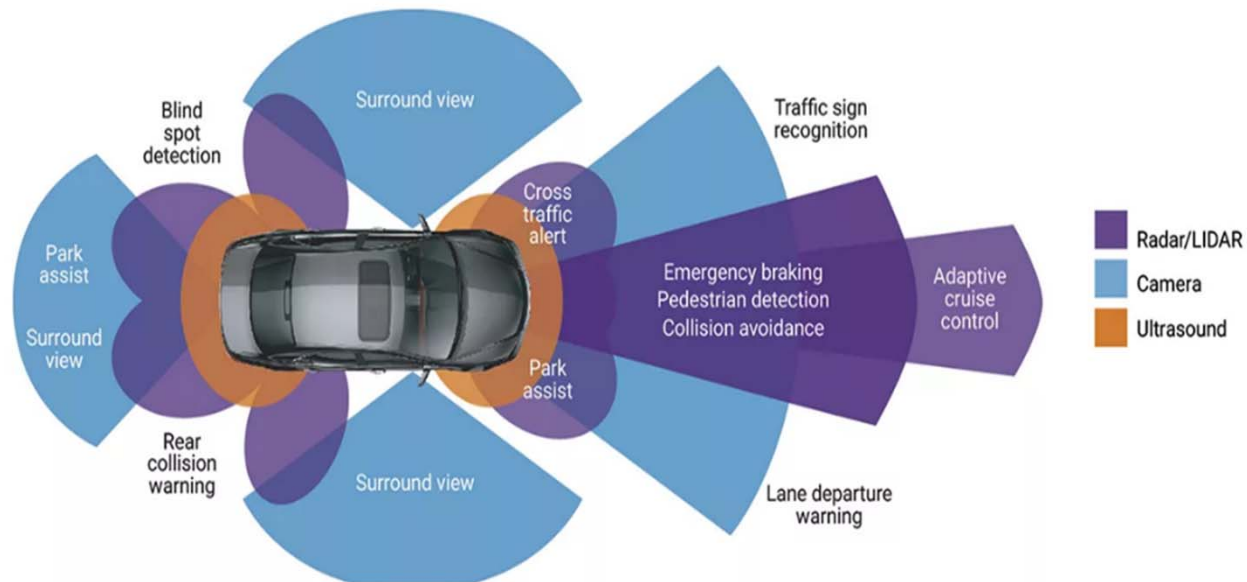 Surround view
Blind
spot
detection
Traffic sign
recognition
Cross
traffic
alert
Park
assist
Surround
view
Emergency braking
Pedestrian detection
Collision avoidance
Adaptive
cruise
control
Radar/LIDAR
Camera
Ultrasound
Park
assist
Rear
collision
warning
Surround view
Lane departure
warning